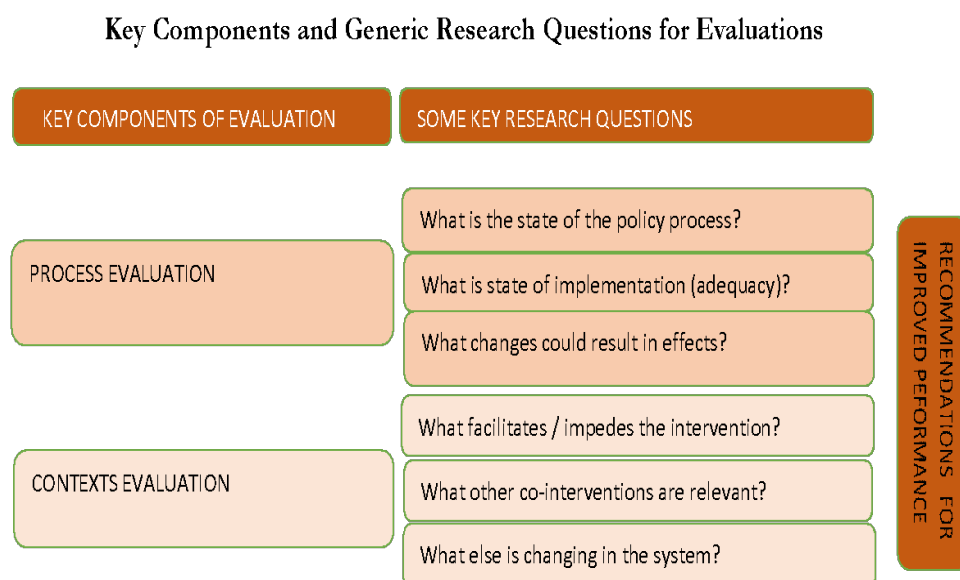 Key Components and Generic Research Questions for Evaluations
KEY COMPONENTS OF EVALUATION
SOME KEY RESEARCH QUESTIONS
PROCESS EVALUATION
What is the state of the policy process?
What is state of implementation (adequacy)?
What changes could result in effects?
CONTEXTS EVALUATION
What facilitates / impedes the intervention?
What other co-interventions are relevant?
What else is changing in the system?
RECOMMENDATIONS FOR
IMPROVED PEFORMANCE